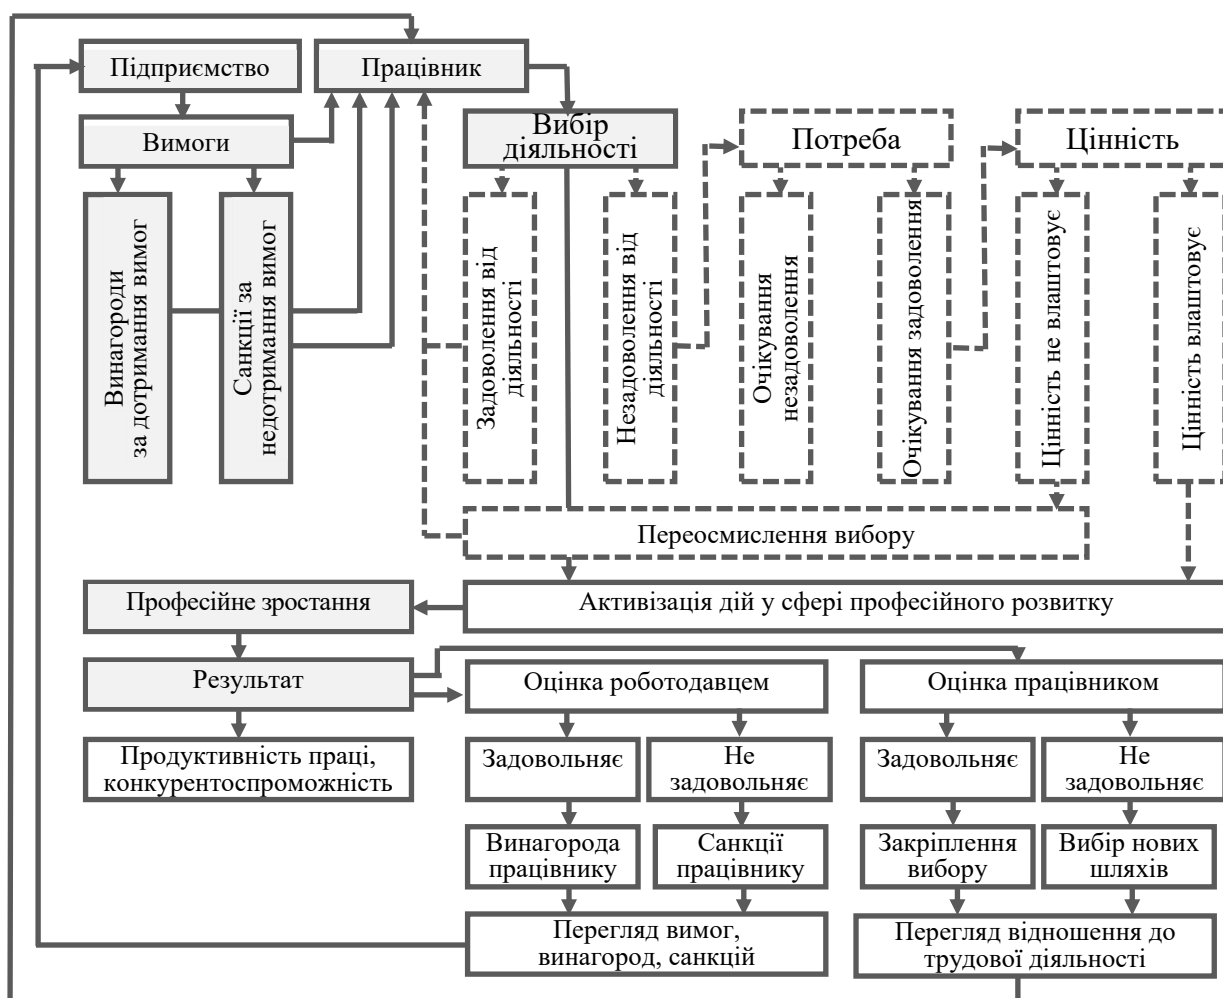 Підприємство
Працівник
Вимоги
Вибір
діяльності
Потреба
Цінність
Винагороди
за дотримання вимог
Санкції за
недотримання вимог
Задоволення від
діяльності
Незадоволення від
діяльності
Очікування
незадоволення
Очікування задоволення
Цінність не влаштовує
Цінність влаштовує
Переосмислення вибору
Професійне зростання
Активізація дій у сфері професійного розвитку
Результат
Оцінка роботодавцем
Оцінка працівником
Продуктивність праці,
конкурентоспроможність
Задовольняє
Не
задовольняє
Задовольняє
Не
задовольняє
Винагорода
працівнику
Санкції
працівнику
Закріплення
вибору
Вибір нових
шляхів
Перегляд вимог,
винагород, санкцій
Перегляд відношення до
трудової діяльності